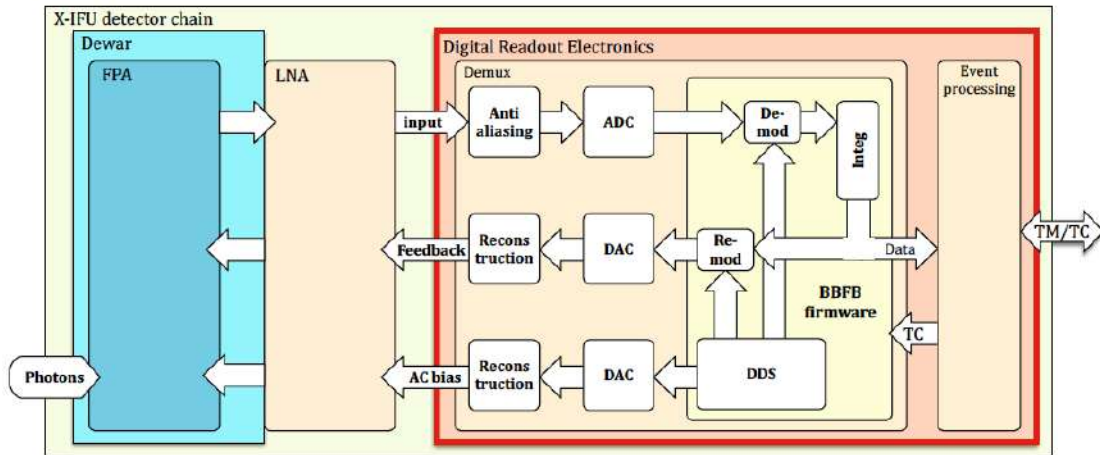 X-IFU detector chain
Dewar
FPA
LNA
Digital Readout Electronics
Demux
Event
processing
input
Anti
aliasing
ADC
De-
mod
Integ
Feedback
Recons
truction
DAC
Re-
mod
Data
TM/TC
BBFB
firmware
TC
Photons
AC bias
Recons
truction
DAC
DDS